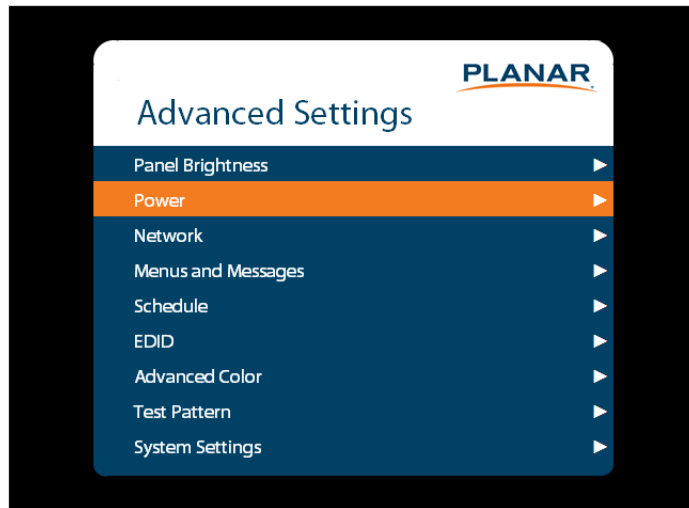 PLANAR
Advanced Settings
Panel Brightness
Power
Network
Menus and Messages
Schedule
EDID
Advanced Color
Test Pattern
System Settings